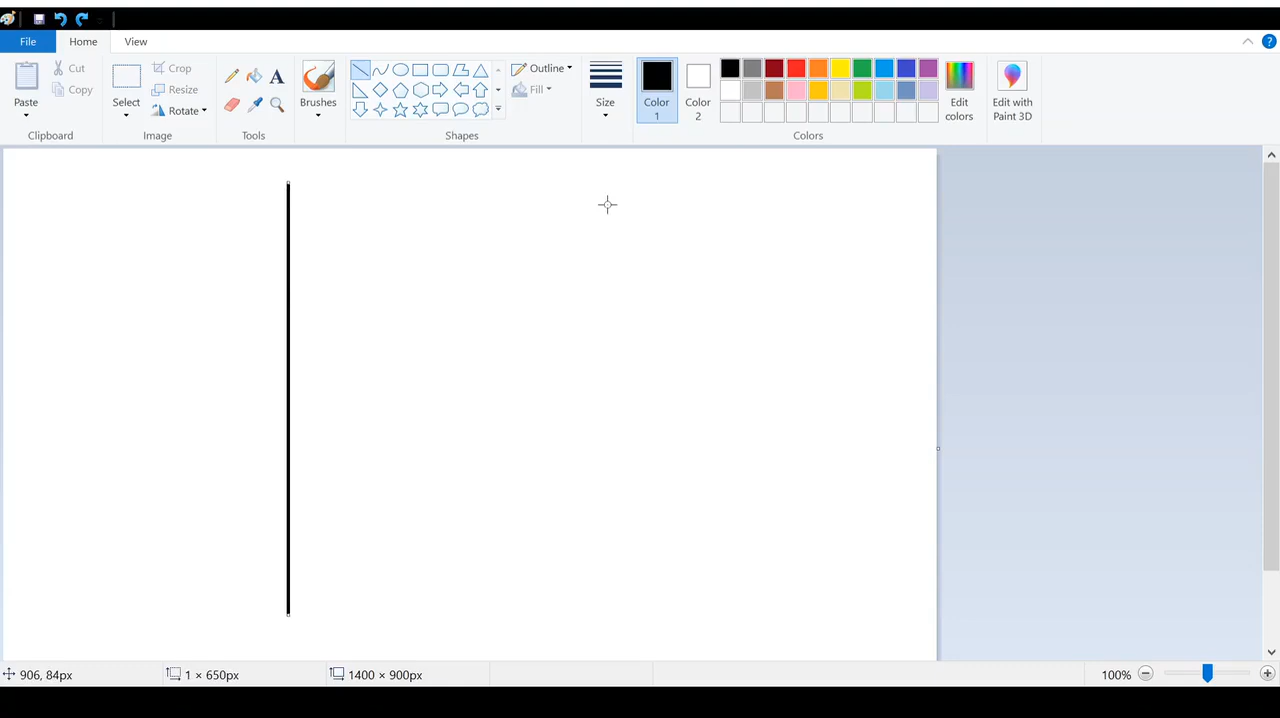 File Home View
Paste Cut Copy
Clipboard
Select Crop Resize Rotate
Image
Tools
Brushes
Shapes
Outline
Fill
Size
Color 1
Color 2
Edit colors
Colors
Edit with Paint 3D
906, 84px 1 × 650px 1400 × 900px 100%